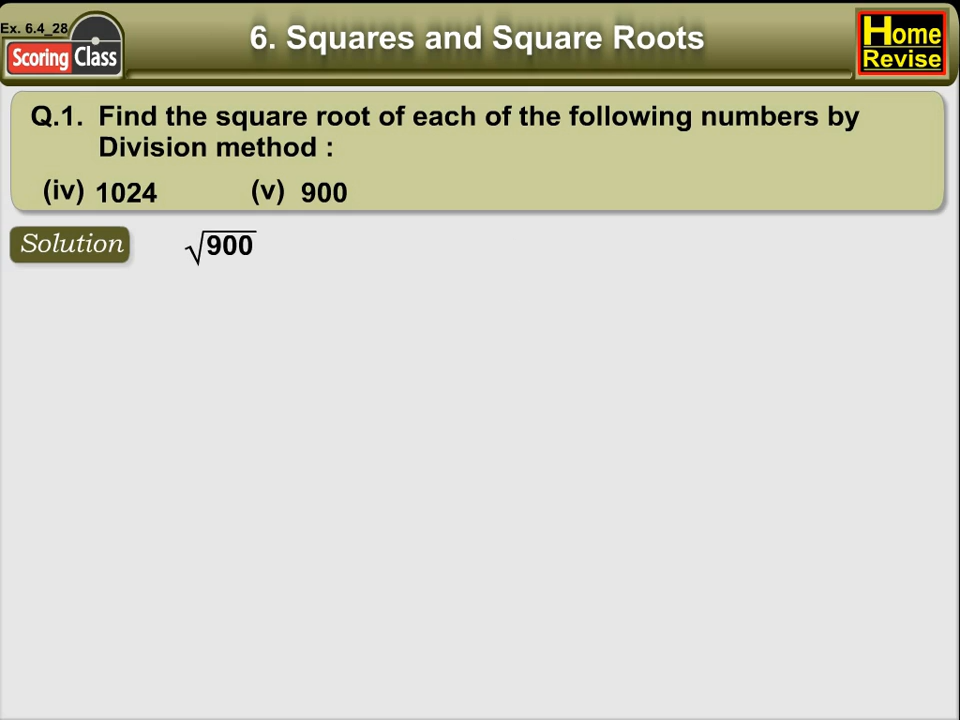 Ex. 6.4_28
Scoring Class
6. Squares and Square Roots
Home
Revise
Q.1. Find the square root of each of the following numbers by
Division method :
(iv) 1024 (v) 900
Solution √900